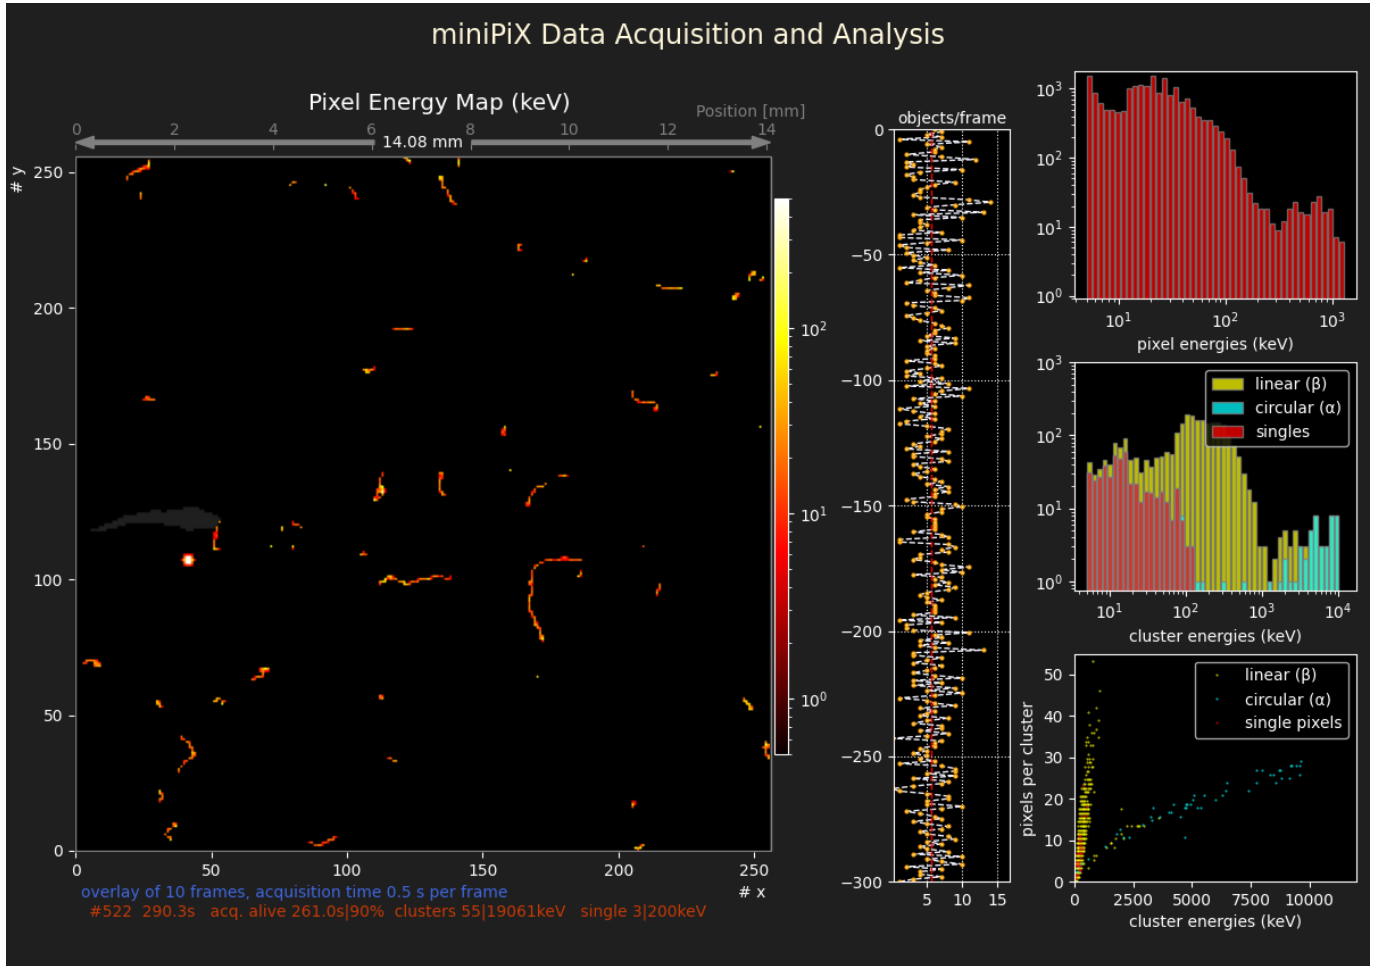 miniPiX Data Acquisition and Analysis
Pixel Energy Map (keV)
Position [mm]
0 2 4 6 8 10 12 14
14.08 mm
# y
250
200
150
100
50
0
0 50 100 150 200 250
# x
10²
10¹
10⁰
overlay of 10 frames, acquisition time 0.5 s per frame
#522 290.3s acq. alive 261.0s|90% clusters 55|19061keV single 3|200keV
objects/frame
0
−50
−100
−150
−200
−250
−300
5 10 15
10³
10²
10¹
10⁰
10¹ 10² 10³
pixel energies (keV)
10³
10²
10¹
10⁰
linear (β)
circular (α)
singles
10¹ 10² 10³ 10⁴
cluster energies (keV)
pixels per cluster
50
40
30
20
10
0
linear (β)
circular (α)
single pixels
0 2500 5000 7500 10000
cluster energies (keV)